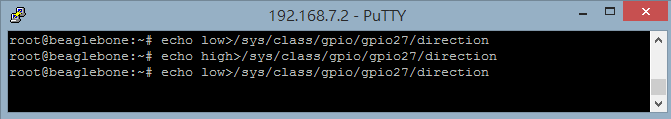 192.168.7.2 - PuTTY
root@beaglebone:~# echo low>/sys/class/gpio/gpio27/direction
root@beaglebone:~# echo high>/sys/class/gpio/gpio27/direction
root@beaglebone:~# echo low>/sys/class/gpio/gpio27/direction